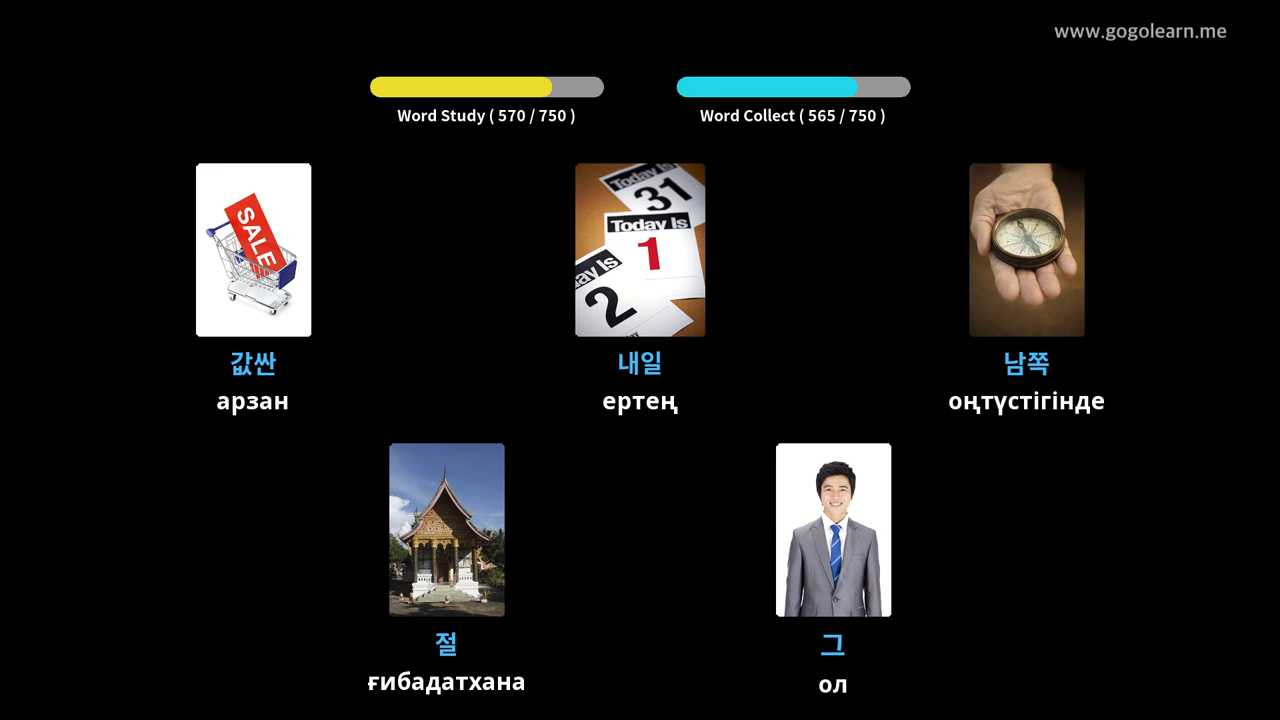 www.gogolearn.me
Word Study ( 570 / 750 )
Word Collect ( 565 / 750 )
SALE
Today Is
31
Today Is
1
day Is
2
값싼
내일
남쪽
арзан
ертең
оңтүстігінде
절
그
ғибадатхана
ол